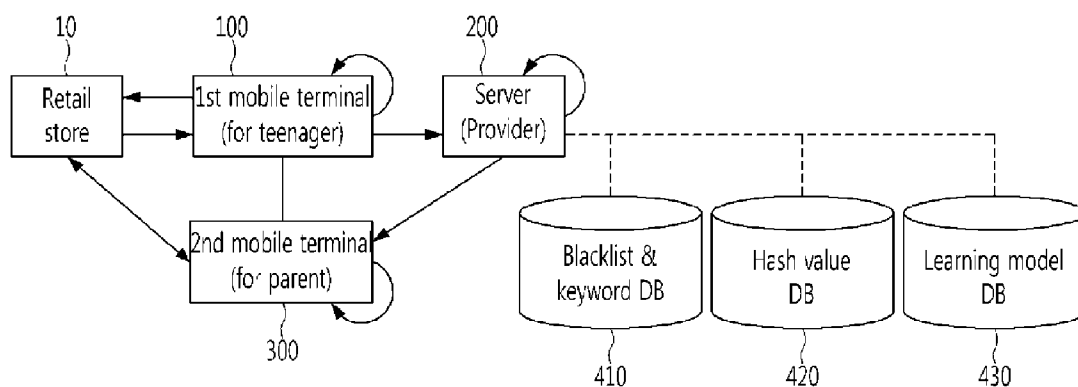 10
100
200
Retail
store
1st mobile terminal
(for teenager)
Server
(Provider)
2nd mobile terminal
(for parent)
300
Blacklist &
keyword DB
Hash value
DB
Learning model
DB
410
420
430